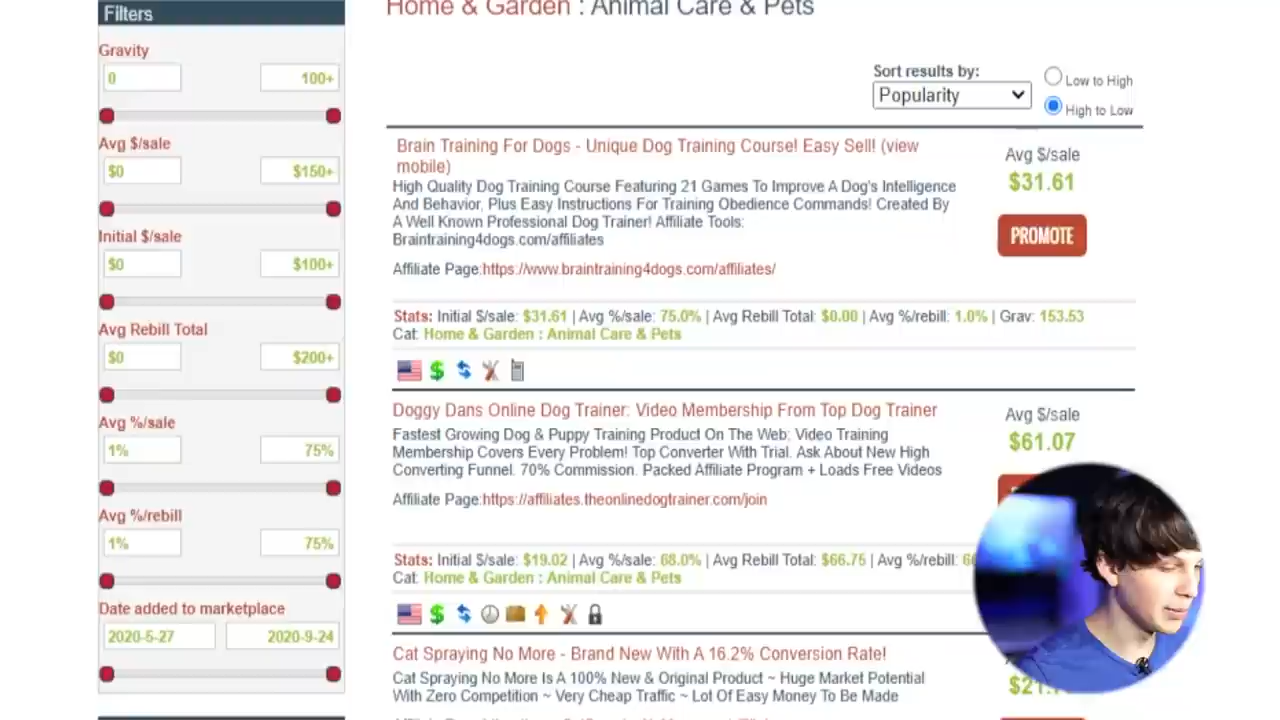 Filters
Gravity
0 100+
Avg $/sale
$0 $150+
Initial $/sale
$0 $100+
Avg Rebill Total
$0 $200+
Avg %/sale
1% 75%
Avg %/rebill
1% 75%
Date added to marketplace
2020-5-27 2020-9-24
Home & Garden : Animal Care & Pets
Sort results by:
Popularity
Low to High
High to Low
Brain Training For Dogs - Unique Dog Training Course! Easy Sell! (view
mobile)
High Quality Dog Training Course Featuring 21 Games To Improve A Dog's Intelligence
And Behavior, Plus Easy Instructions For Training Obedience Commands! Created By
A Well Known Professional Dog Trainer! Affiliate Tools:
Braintraining4dogs.com/affiliates
Affiliate Page:https://www.braintraining4dogs.com/affiliates/
Avg $/sale
$31.61
PROMOTE
Stats: Initial $/sale: $31.61 | Avg %/sale: 75.0% | Avg Rebill Total: $0.00 | Avg %/rebill: 1.0% | Grav: 153.53
Cat: Home & Garden : Animal Care & Pets
Doggy Dans Online Dog Trainer: Video Membership From Top Dog Trainer
Fastest Growing Dog & Puppy Training Product On The Web; Video Training
Membership Covers Every Problem! Top Converter With Trial. Ask About New High
Converting Funnel. 70% Commission. Packed Affiliate Program + Loads Free Videos
Affiliate Page:https://affiliates.theonlinedogtrainer.com/join
Avg $/sale
$61.07
Stats: Initial $/sale: $19.02 | Avg %/sale: 68.0% | Avg Rebill Total: $66.75 | Avg %/rebill:
Cat: Home & Garden : Animal Care & Pets
Cat Spraying No More - Brand New With A 16.2% Conversion Rate!
Cat Spraying No More Is A 100% New & Original Product ~ Huge Market Potential
With Zero Competition ~ Very Cheap Traffic ~ Lot Of Easy Money To Be Made